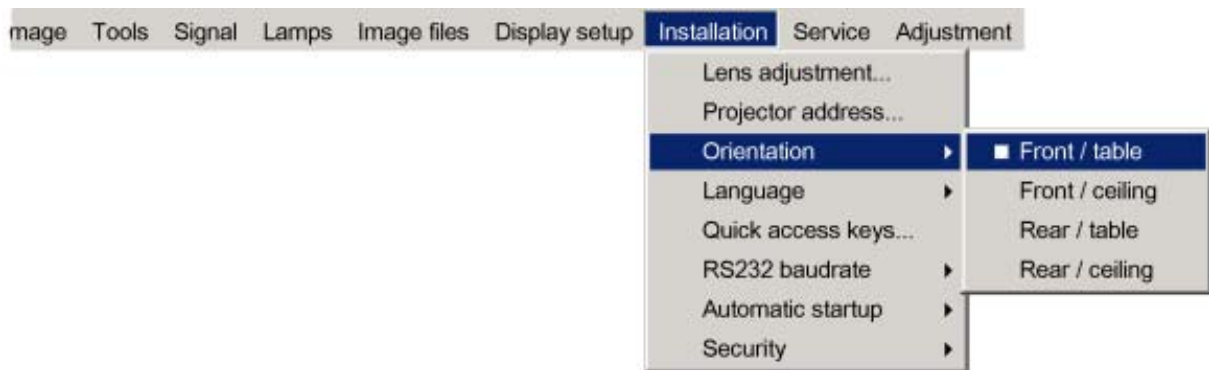 mage Tools Signal Lamps Image files Display setup Installation Service Adjustment
Lens adjustment...
Projector address...
Orientation
Language
Quick access keys...
RS232 baudrate
Automatic startup
Security
Front / table
Front / ceiling
Rear / table
Rear / ceiling